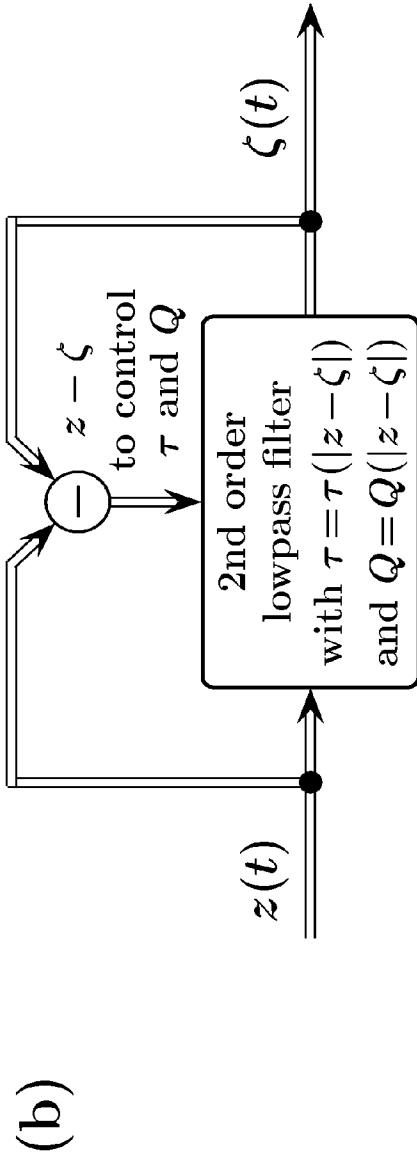 (b)
z(t)
z − ζ
to control
τ and Q
−
2nd order
lowpass filter
with τ=τ(|z−ζ|)
and Q=Q(|z−ζ|)
ζ(t)